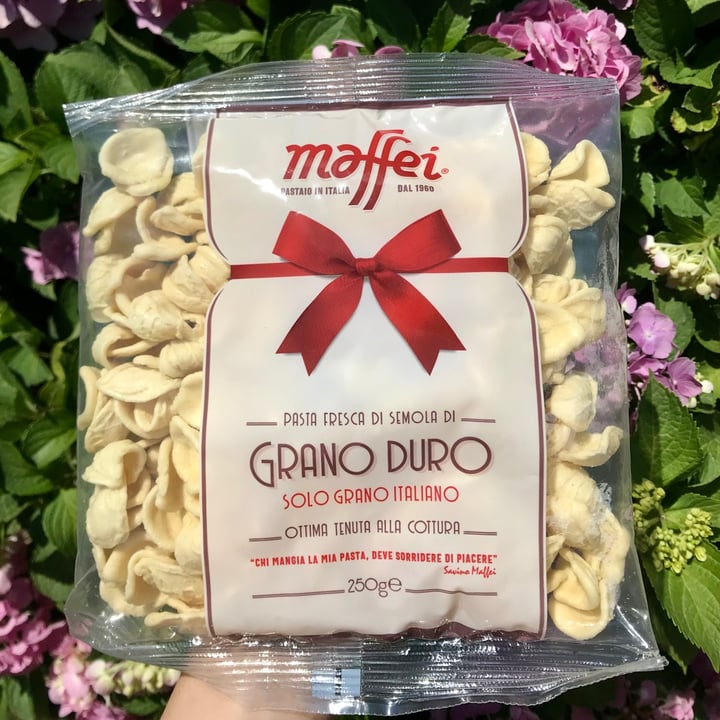 maffei®
PASTAIO IN ITALIA DAL 1960
PASTA FRESCA DI SEMOLA DI
GRANO DURO
SOLO GRANO ITALIANO
OTTIMA TENUTA ALLA COTTURA
"CHI MANGIA LA MIA PASTA, DEVE SORRIDERE DI PIACERE"
Savino Maffei
250g℮